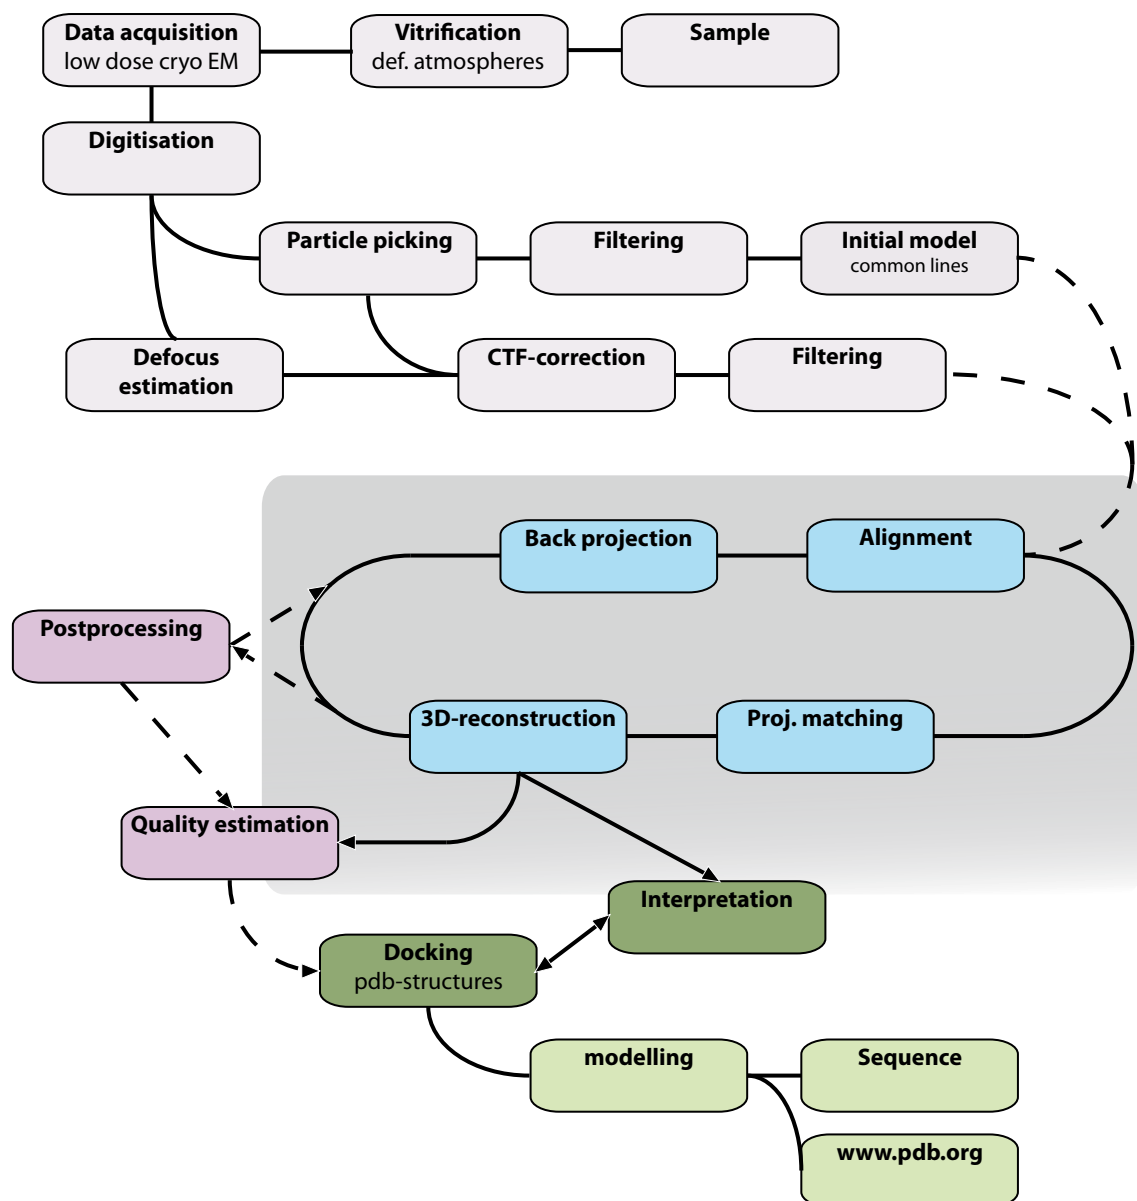 Data acquisition
low dose cryo EM
Vitrification
def. atmospheres
Sample
Digitisation
Particle picking
Filtering
Initial model
common lines
Defocus
estimation
CTF-correction
Filtering
Back projection
Alignment
Postprocessing
3D-reconstruction
Proj. matching
Quality estimation
Interpretation
Docking
pdb-structures
modelling
Sequence
www.pdb.org